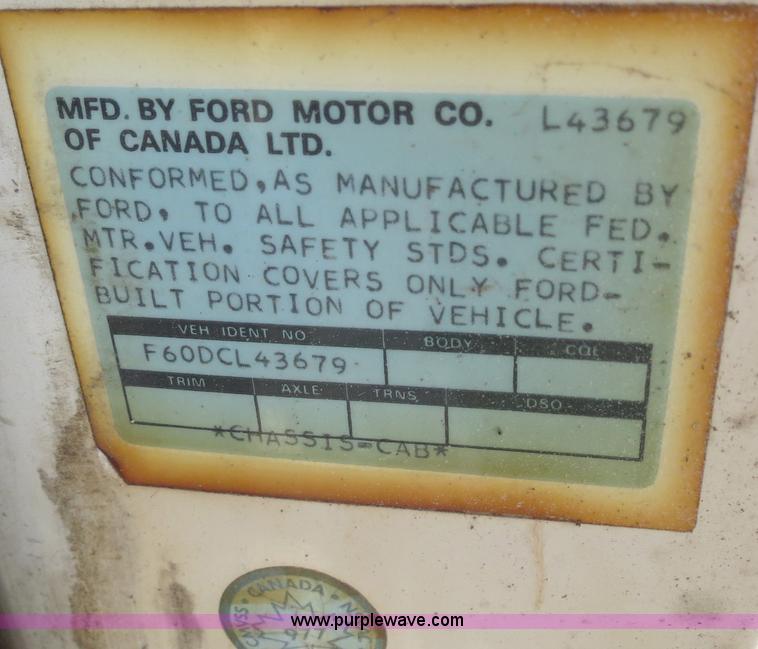 MFD. BY FORD MOTOR CO. L43679
OF CANADA LTD.
CONFORMED, AS MANUFACTURED BY
FORD, TO ALL APPLICABLE FED.
MTR.VEH. SAFETY STDS. CERTI-
FICATION COVERS ONLY FORD-
BUILT PORTION OF VEHICLE.
VEH IDENT NO BODY COL
F60DCL43679
TRIM AXLE TRNS DSO
*CHASSIS-CAB*
CMVSS • CANADA •
977
www.purplewave.com